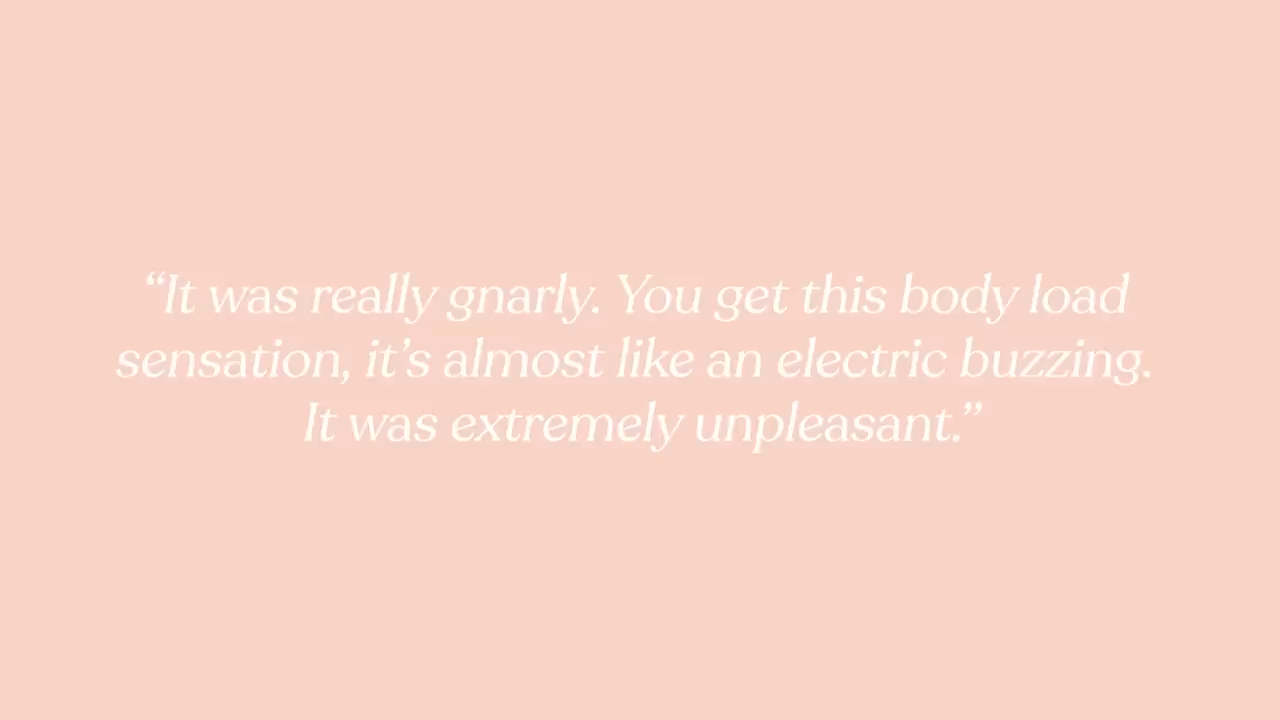 “It was really gnarly. You get this body load
sensation, it’s almost like an electric buzzing.
It was extremely unpleasant.”